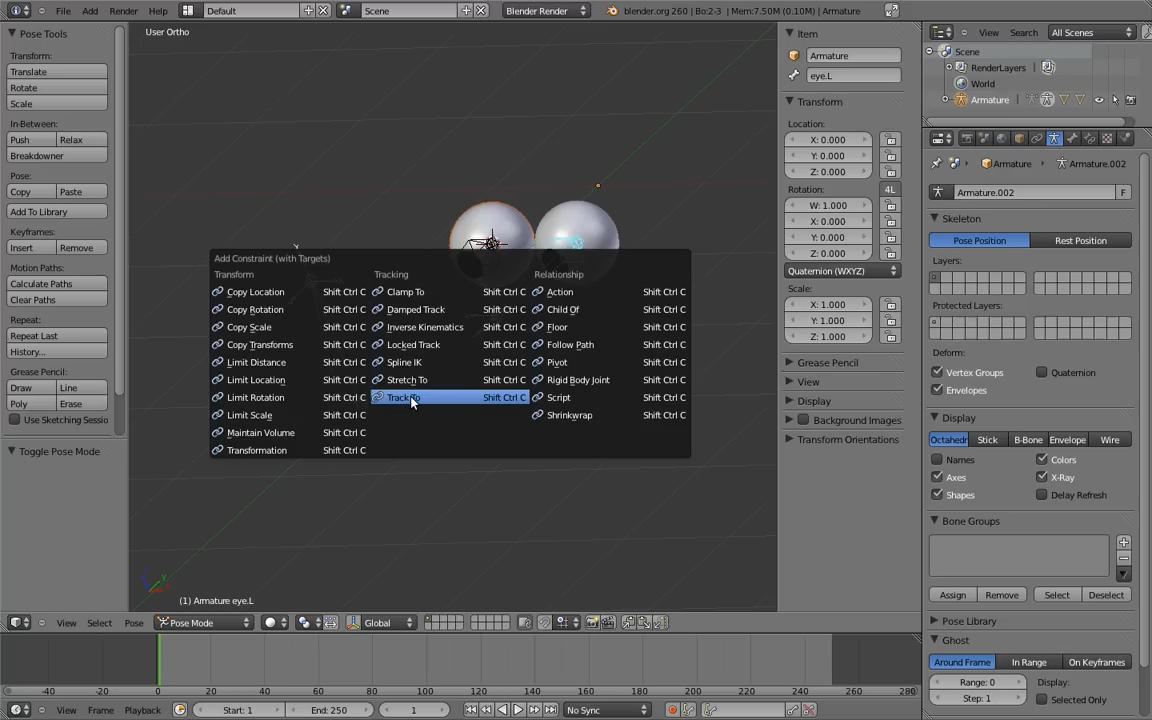 File Add Render Help Default Scene Blender Render blender.org 260 | Bo:2-3 | Mem:7.50M (0.10M) | Armature
Pose Tools
Transform:
Translate
Rotate
Scale
In-Between:
Push Relax
Breakdowner
Pose:
Copy Paste
Add To Library
Keyframes:
Insert Remove
Motion Paths:
Calculate Paths
Clear Paths
Repeat:
Repeat Last
History...
Grease Pencil:
Draw Line
Poly Erase
Use Sketching Sessio
Toggle Pose Mode
User Ortho
Add Constraint (with Targets)
Transform Tracking Relationship
Copy Location Shift Ctrl C Clamp To Shift Ctrl C Action Shift Ctrl C
Copy Rotation Shift Ctrl C Damped Track Shift Ctrl C Child Of Shift Ctrl C
Copy Scale Shift Ctrl C Inverse Kinematics Shift Ctrl C Floor Shift Ctrl C
Copy Transforms Shift Ctrl C Locked Track Shift Ctrl C Follow Path Shift Ctrl C
Limit Distance Shift Ctrl C Spline IK Shift Ctrl C Pivot Shift Ctrl C
Limit Location Shift Ctrl C Stretch To Shift Ctrl C Rigid Body Joint Shift Ctrl C
Limit Rotation Shift Ctrl C Track To Shift Ctrl C Script Shift Ctrl C
Limit Scale Shift Ctrl C Shrinkwrap Shift Ctrl C
Maintain Volume Shift Ctrl C
Transformation Shift Ctrl C
(1) Armature eye.L
View Select Pose Pose Mode Global
Item
Armature
eye.L
Transform
Location:
X: 0.000
Y: 0.000
Z: 0.000
Rotation: 4L
W: 1.000
X: 0.000
Y: 0.000
Z: 0.000
Quaternion (WXYZ)
Scale:
X: 1.000
Y: 1.000
Z: 1.000
Grease Pencil
View
Display
Background Images
Transform Orientations
View Search All Scenes
Scene
RenderLayers |
World
Armature |
Armature Armature.002
Armature.002 F
Skeleton
Pose Position Rest Position
Layers:
Protected Layers:
Deform:
Vertex Groups Quaternion
Envelopes
Display
Octahedr Stick B-Bone Envelope Wire
Names Colors
Axes X-Ray
Shapes Delay Refresh
Bone Groups
Assign Remove Select Deselect
Pose Library
Ghost
Around Frame In Range On Keyframes
Range: 0 Display:
Step: 1 Selected Only
-40 -20 0 20 40 60 80 100 120 140 160 180 200 220 240 260 280
View Frame Playback Start: 1 End: 250 1 No Sync